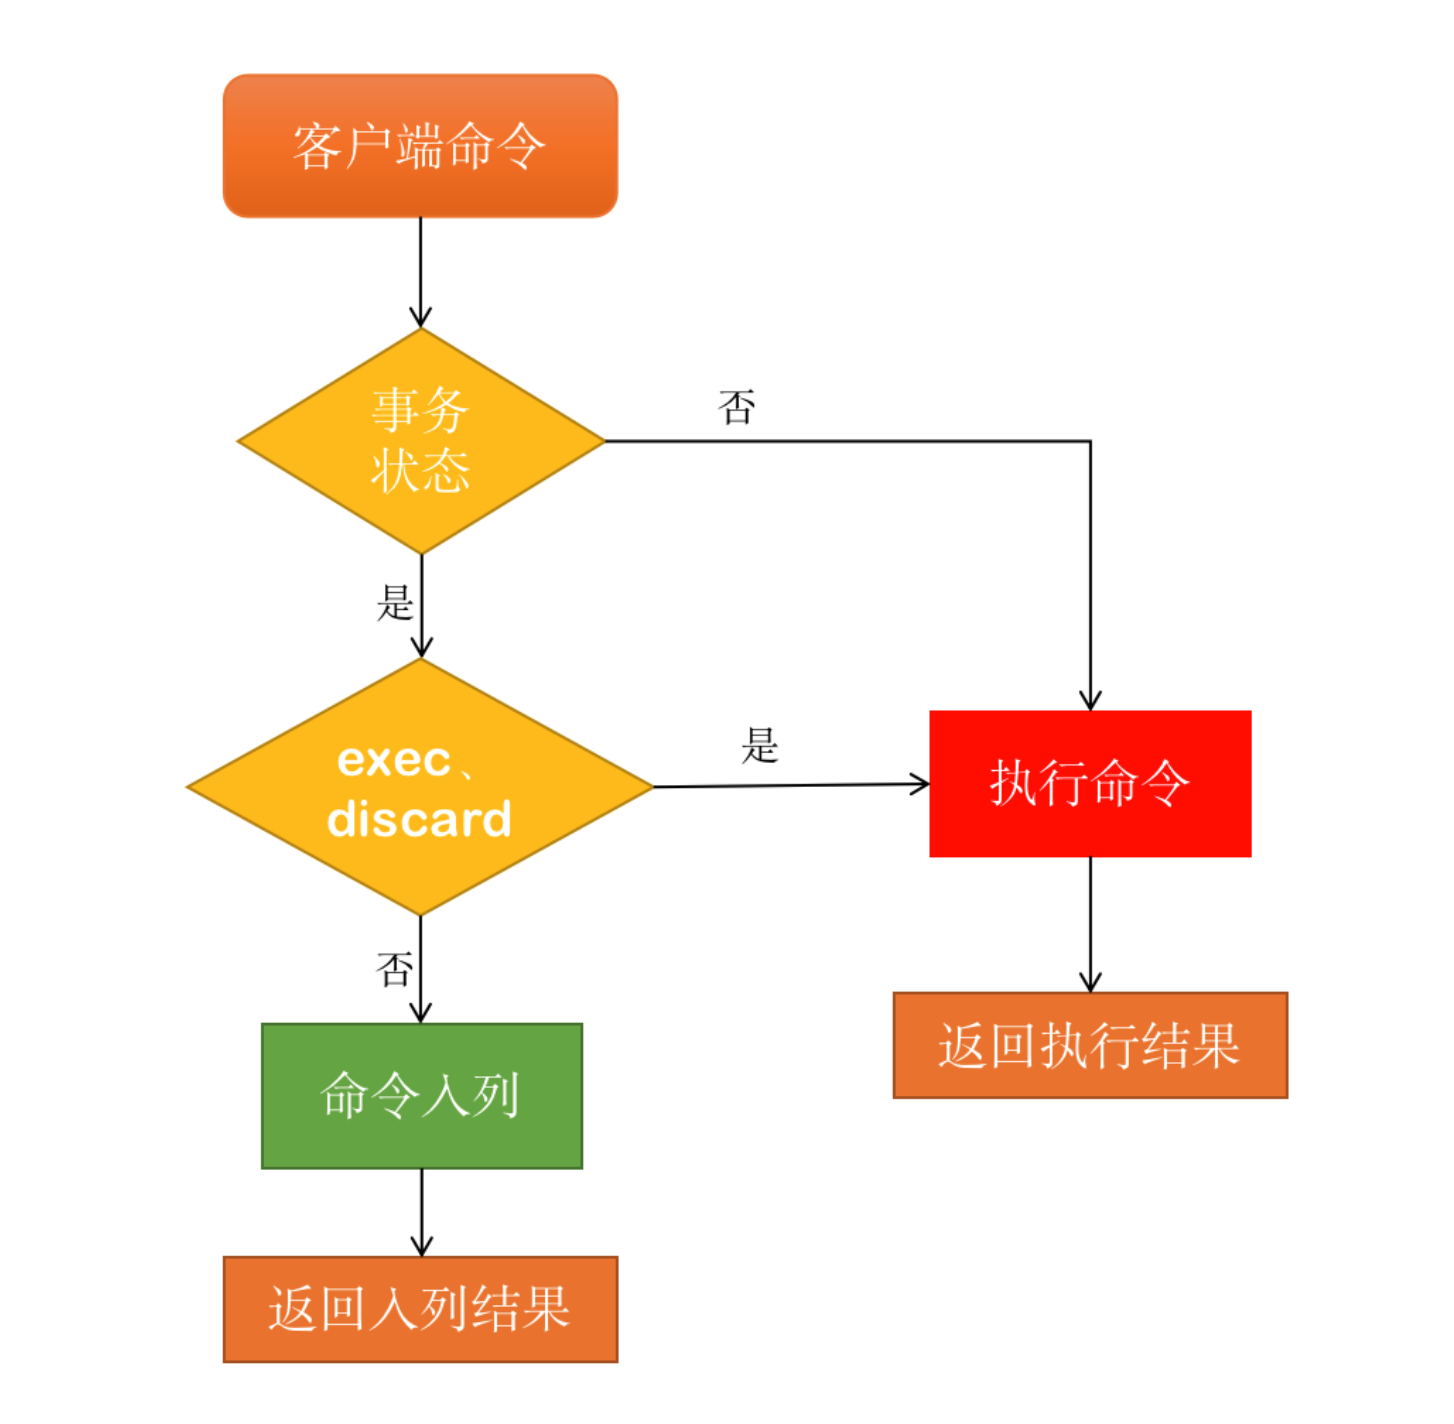 客户端命令
事务
状态
否
是
exec、
discard
是
执行命令
否
返回执行结果
命令入列
返回入列结果